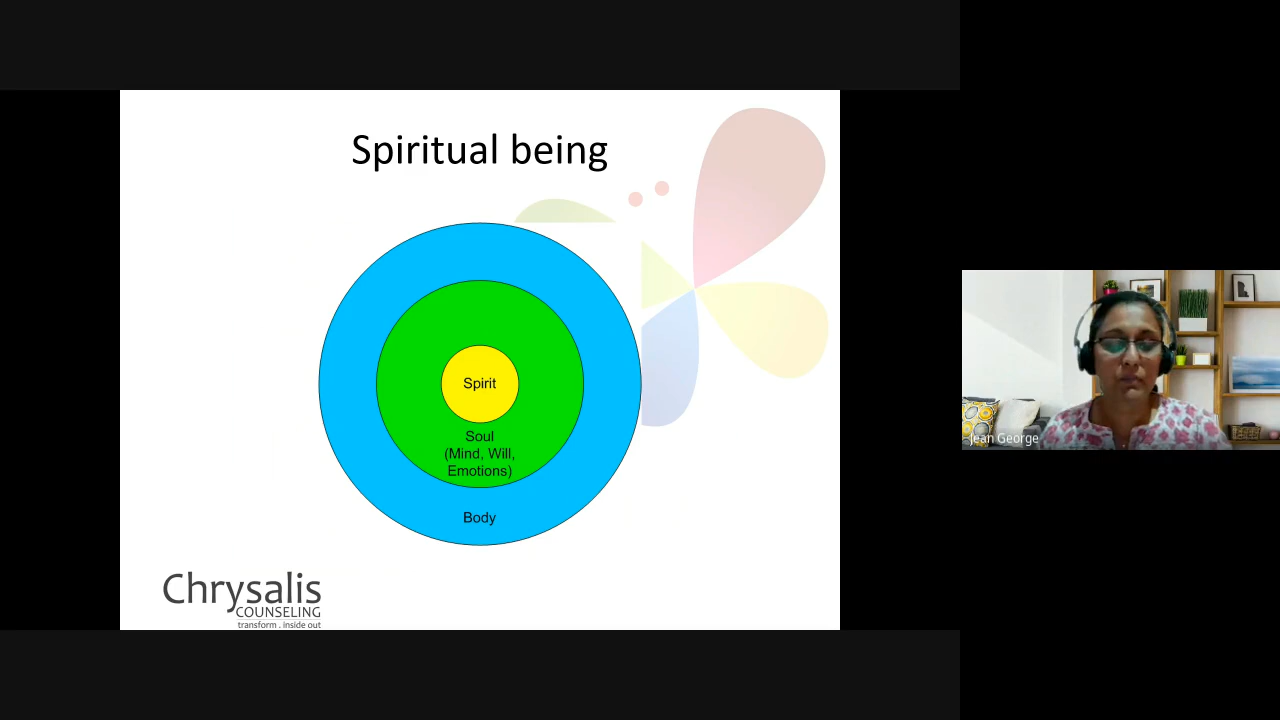 Spiritual being
Spirit
Soul
(Mind, Will,
Emotions)
Body
Chrysalis
COUNSELING
transform . inside out
Jean George